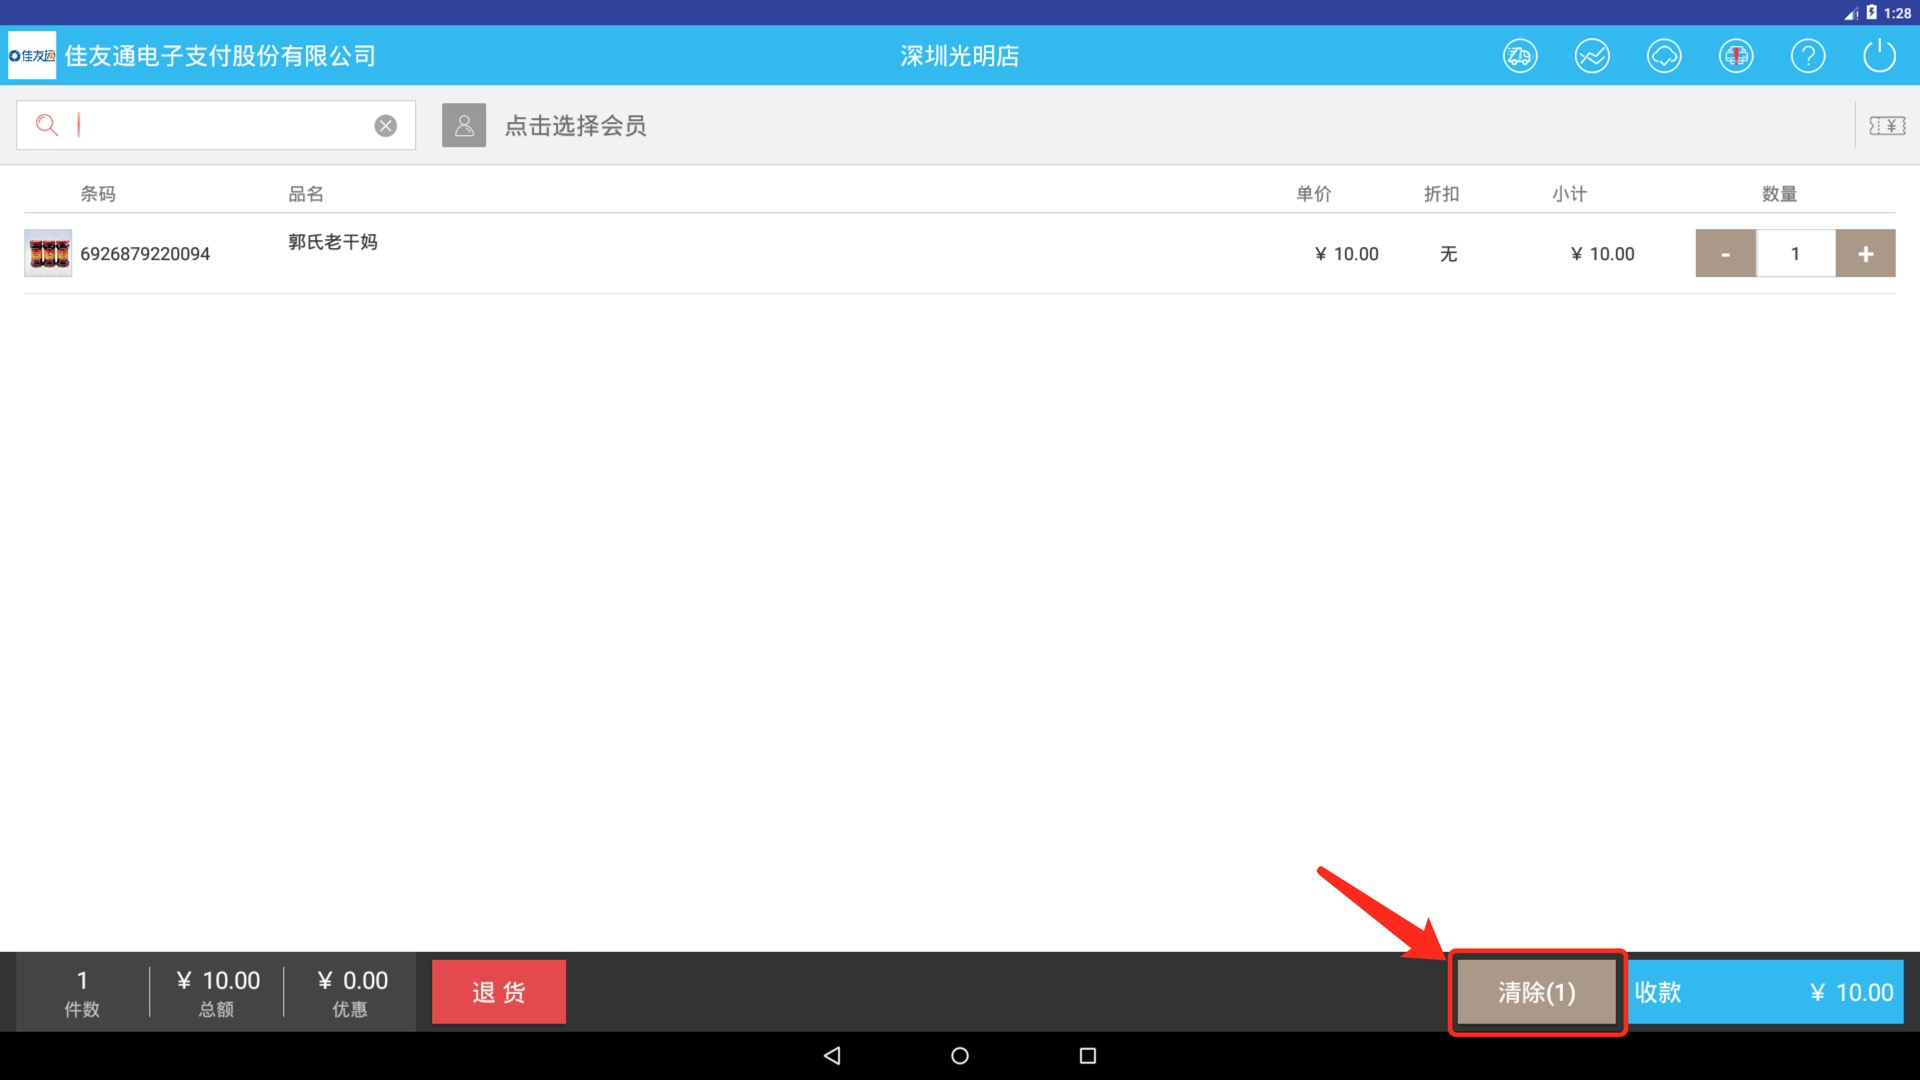 1:28
佳友通
佳友通电子支付股份有限公司
深圳光明店
点击选择会员
条码 品名 单价 折扣 小计 数量
6926879220094 郭氏老干妈 ¥ 10.00 无 ¥ 10.00 - 1 +
1 ¥ 10.00 ¥ 0.00
件数 总额 优惠
退 货
清除(1)
收款 ¥ 10.00